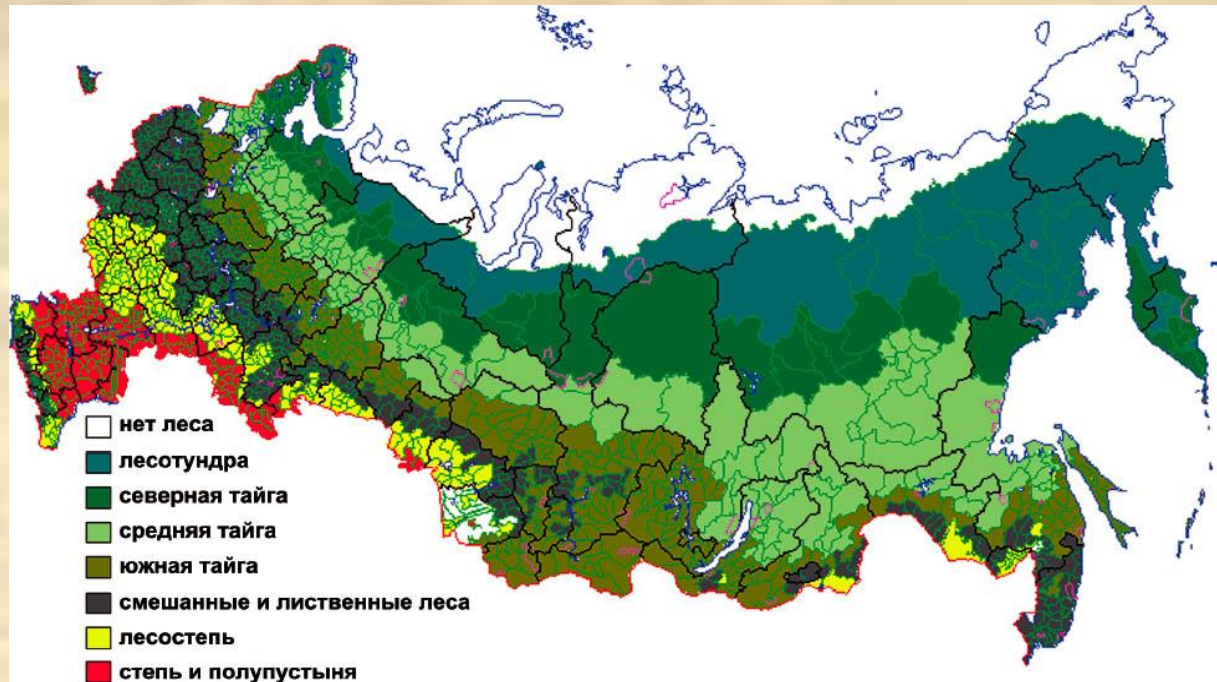 нет леса
лесотундра
северная тайга
средняя тайга
южная тайга
смешанные и лиственные леса
лесостепь
степь и полупустыня